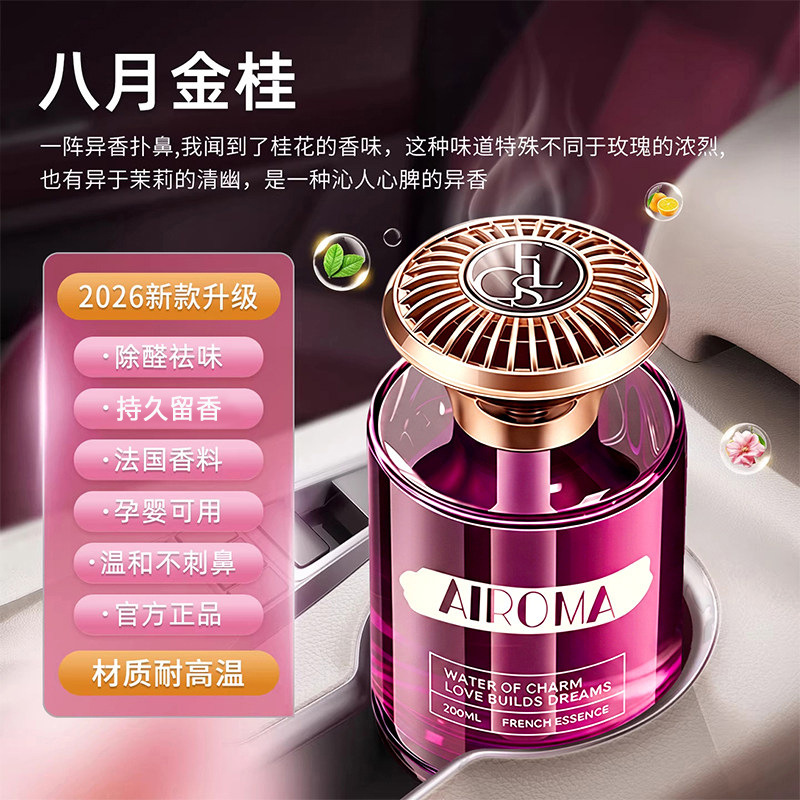 八月金桂
一阵异香扑鼻,我闻到了桂花的香味，这种味道特殊不同于玫瑰的浓烈,
也有异于茉莉的清幽，是一种沁人心脾的异香
2026新款升级
·除醛祛味
·持久留香
·法国香料
·孕婴可用
·温和不刺鼻
·官方正品
材质耐高温
AIROMA
WATER OF CHARM
LOVE BUILDS DREAMS
200ML
FRENCH ESSENCE